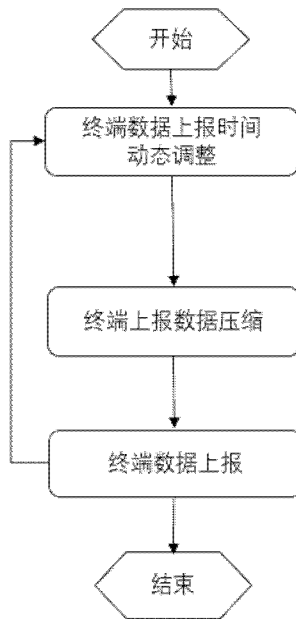 开始
终端数据上报时间
动态调整
终端上报数据压缩
终端数据上报
结束